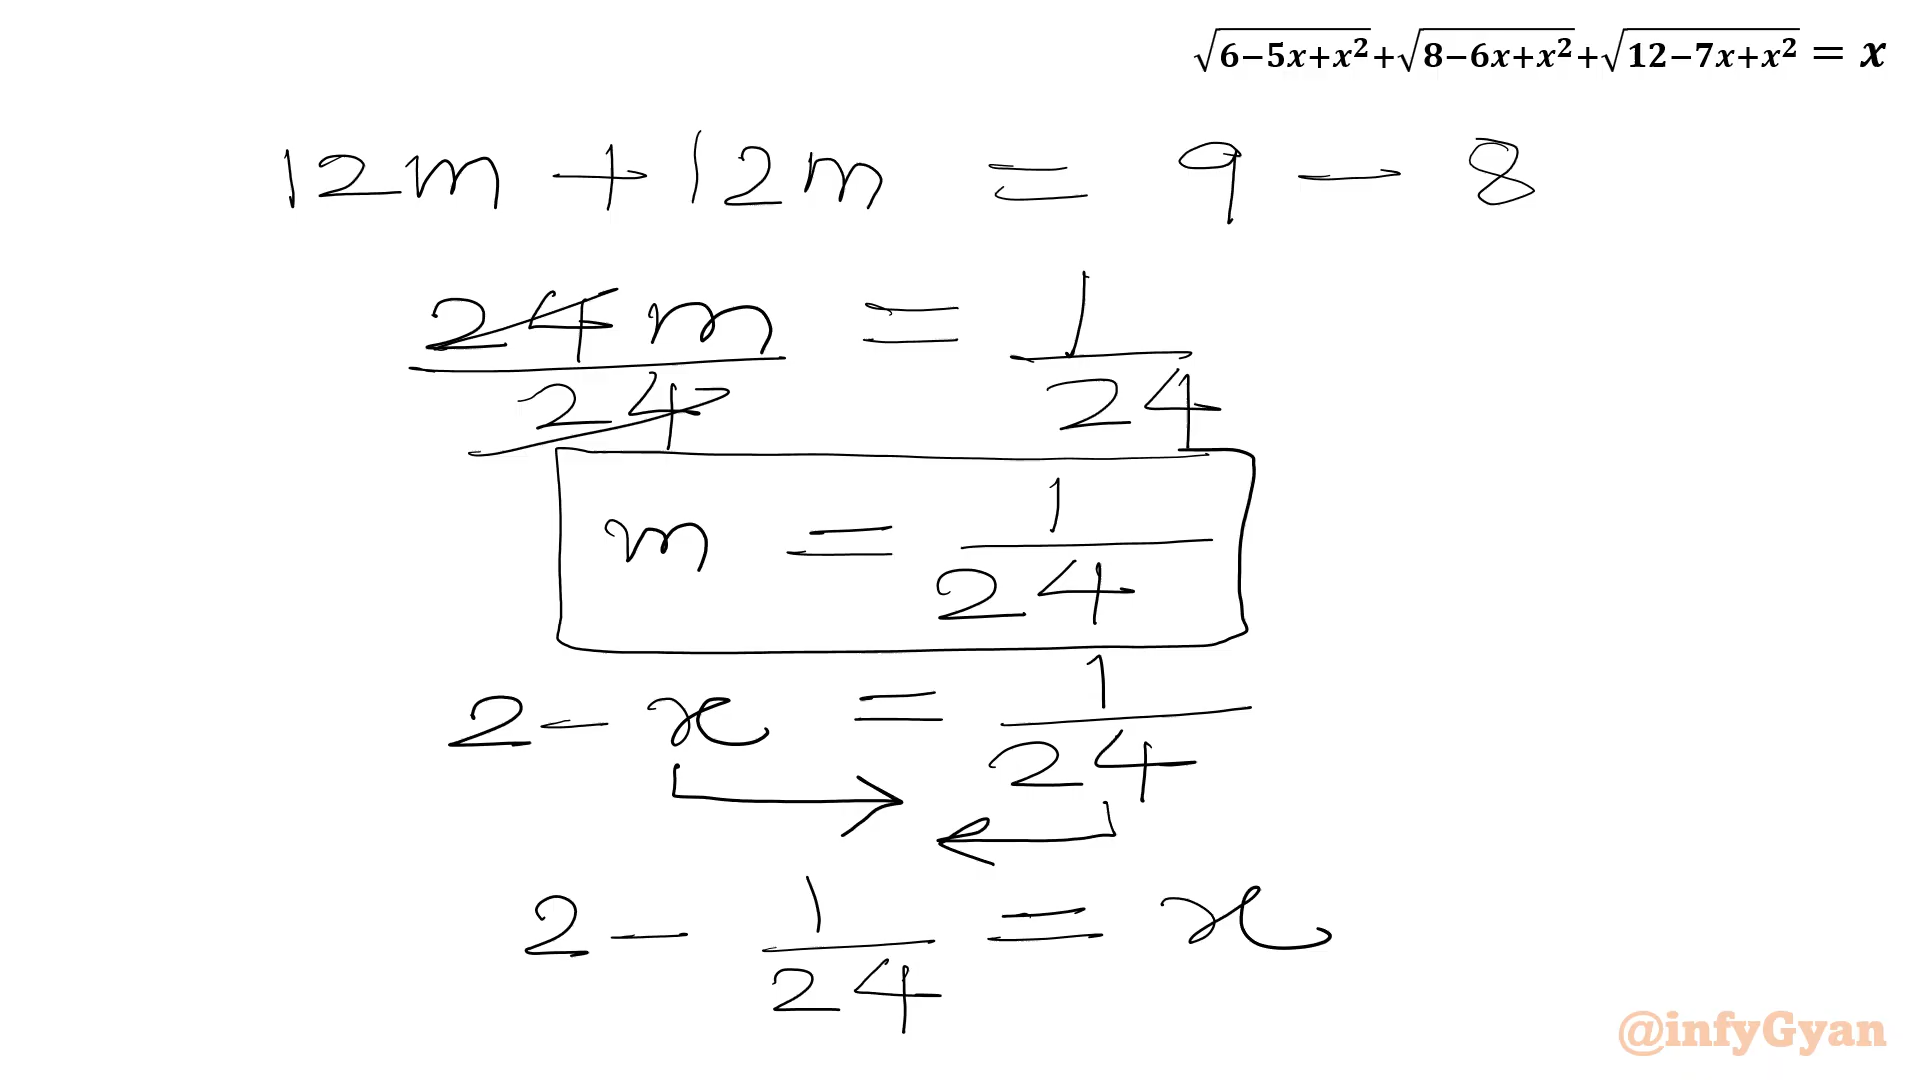 √(6−5x+x²)+√(8−6x+x²)+√(12−7x+x²) = x
12m + 12m = 9 − 8
24m/24 = 1/24
m = 1/24
2 − x = 1/24
2 − 1/24 = x
@infyGyan